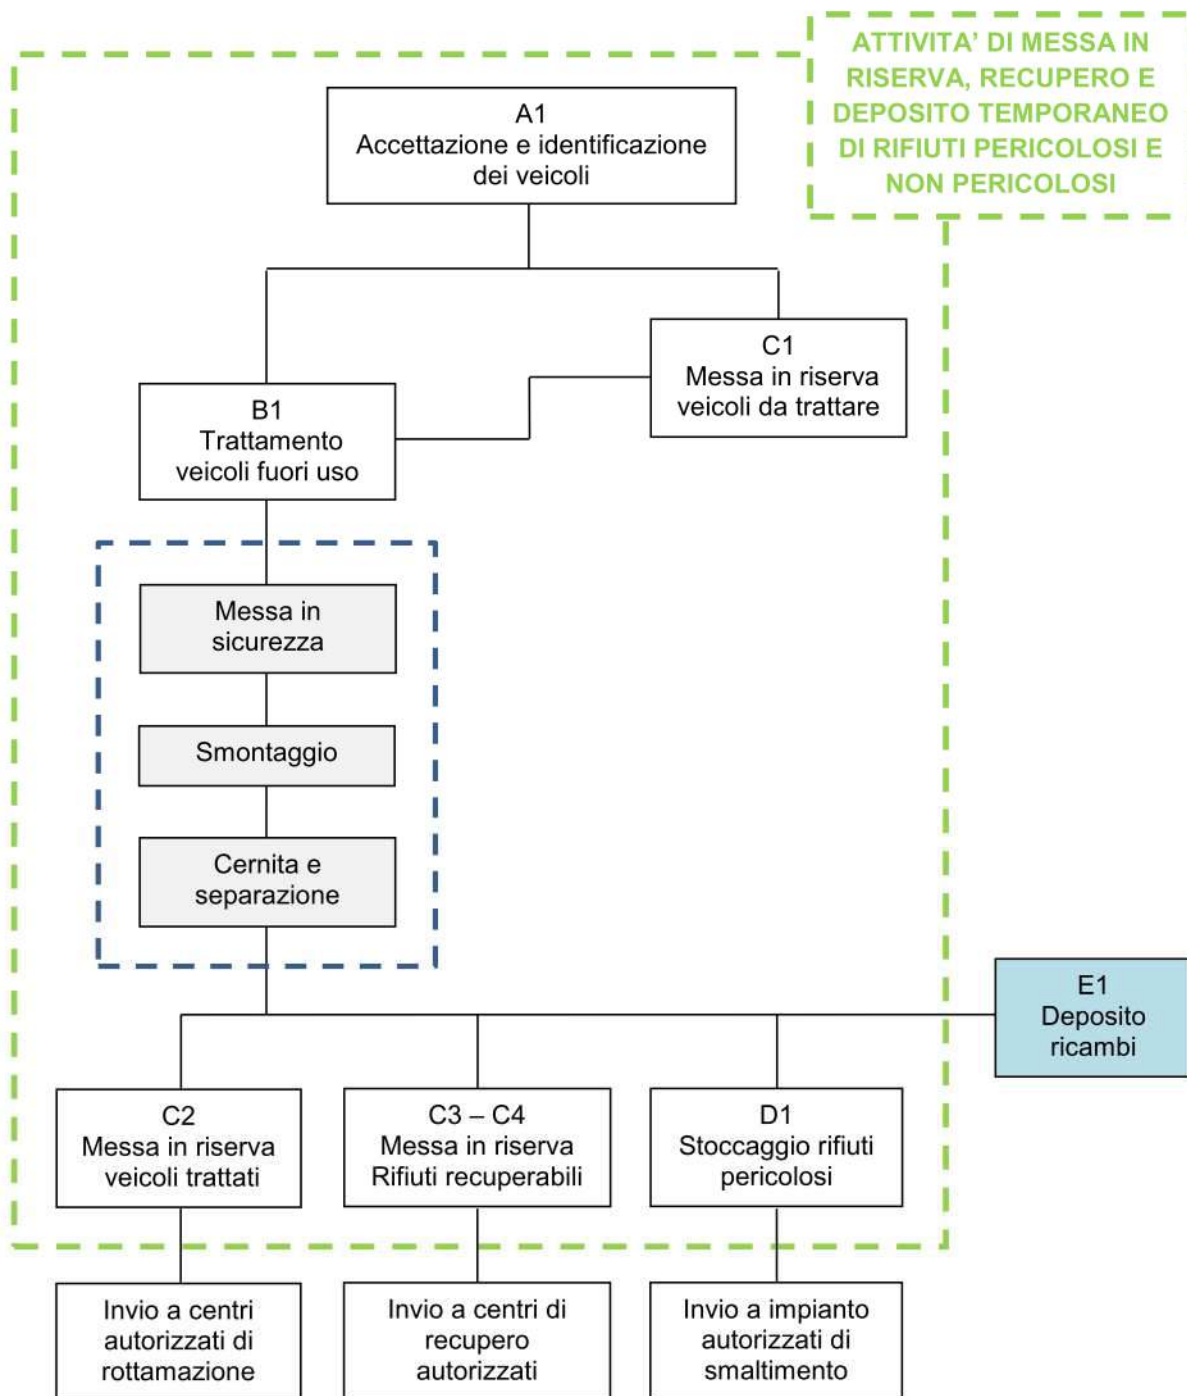 ATTIVITA’ DI MESSA IN
RISERVA, RECUPERO E
DEPOSITO TEMPORANEO
DI RIFIUTI PERICOLOSI E
NON PERICOLOSI
A1
Accettazione e identificazione
dei veicoli
C1
Messa in riserva
veicoli da trattare
B1
Trattamento
veicoli fuori uso
Messa in
sicurezza
Smontaggio
Cernita e
separazione
E1
Deposito
ricambi
C2
Messa in riserva
veicoli trattati
C3 – C4
Messa in riserva
Rifiuti recuperabili
D1
Stoccaggio rifiuti
pericolosi
Invio a centri
autorizzati di
rottamazione
Invio a centri di
recupero
autorizzati
Invio a impianto
autorizzati di
smaltimento